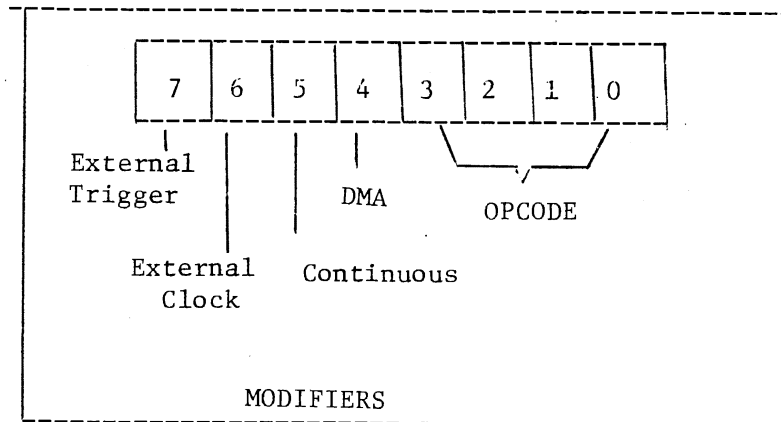 7 6 5 4 3 2 1 0
External
Trigger
DMA
OPCODE
External
Clock
Continuous
MODIFIERS